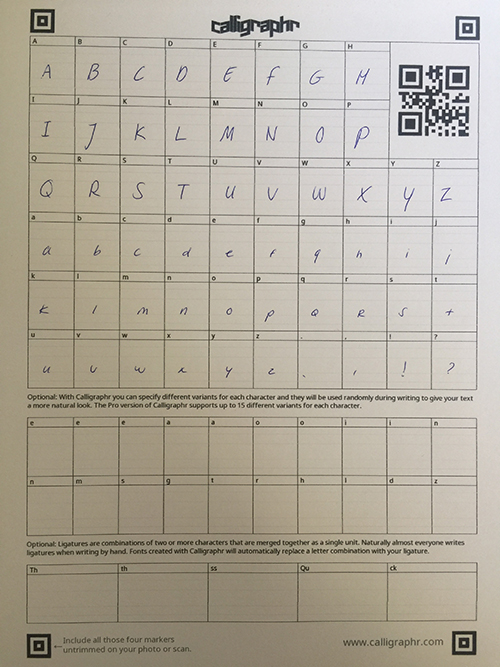 calligraphr
A B C D E F G H
A B C D E F G H
I J K L M N O P
I J K L M N O P
Q R S T U V W X Y Z
Q R S T U V W X Y Z
a b c d e f g h i j
a b c d e f g h i j
k l m n o p q r s t
k l m n o p Q R s t
u v w x y z . , ! ?
u v w x y z . , ! ?
Optional: With Calligraphr you can specify different variants for each character and they will be used randomly during writing to give your text
a more natural look. The Pro version of Calligraphr supports up to 15 different variants for each character.
e e e a a o o i i n
n m s g t r h l d z
Optional: Ligatures are combinations of two or more characters that are merged together as a single unit. Naturally almost everyone writes
ligatures when writing by hand. Fonts created with Calligraphr will automatically replace a letter combination with your ligature.
Th th ss Qu ck
←Include all those four markers
untrimmed on your photo or scan.
www.calligraphr.com